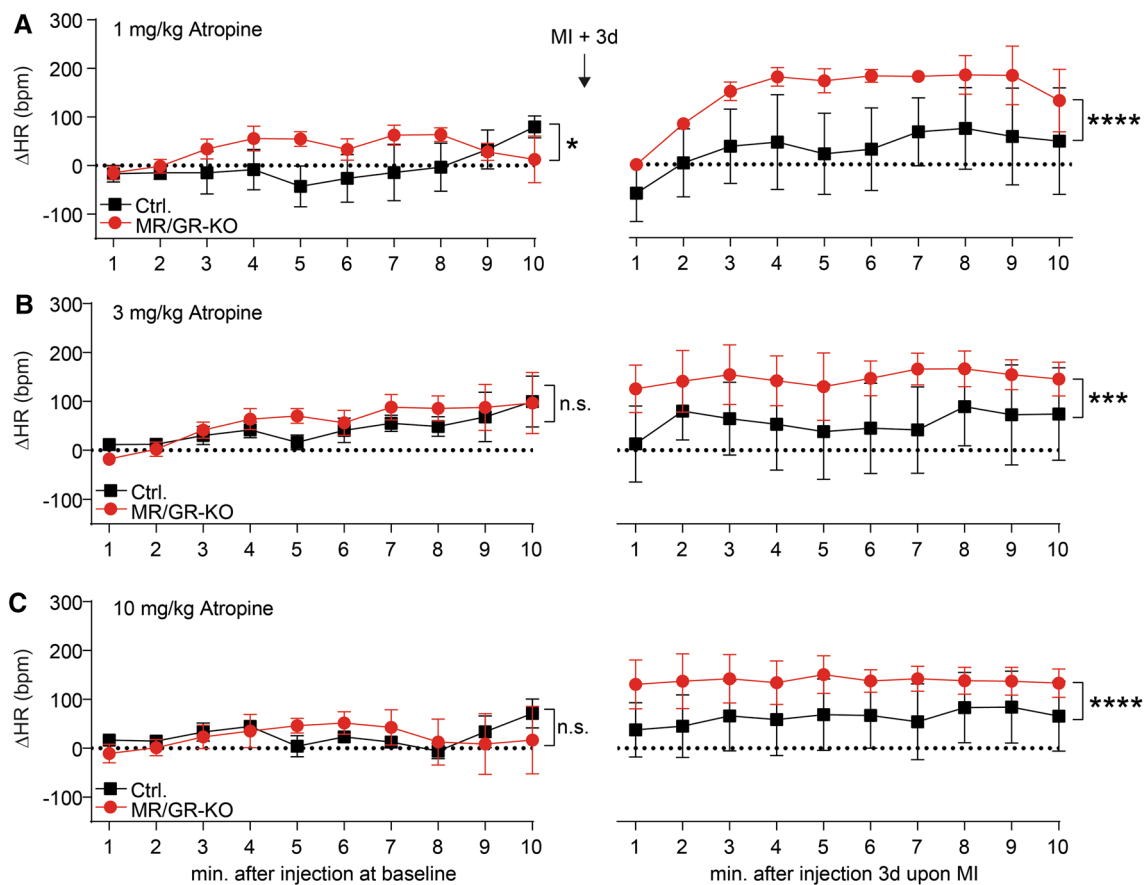 A
1 mg/kg Atropine
MI + 3d
ΔHR (bpm)
300
200
100
0
-100
*
****
Ctrl.
MR/GR-KO
1 2 3 4 5 6 7 8 9 10
1 2 3 4 5 6 7 8 9 10
B
3 mg/kg Atropine
ΔHR (bpm)
300
200
100
0
-100
n.s.
***
Ctrl.
MR/GR-KO
1 2 3 4 5 6 7 8 9 10
1 2 3 4 5 6 7 8 9 10
C
10 mg/kg Atropine
ΔHR (bpm)
300
200
100
0
-100
n.s.
****
Ctrl.
MR/GR-KO
1 2 3 4 5 6 7 8 9 10
1 2 3 4 5 6 7 8 9 10
min. after injection at baseline
min. after injection 3d upon MI